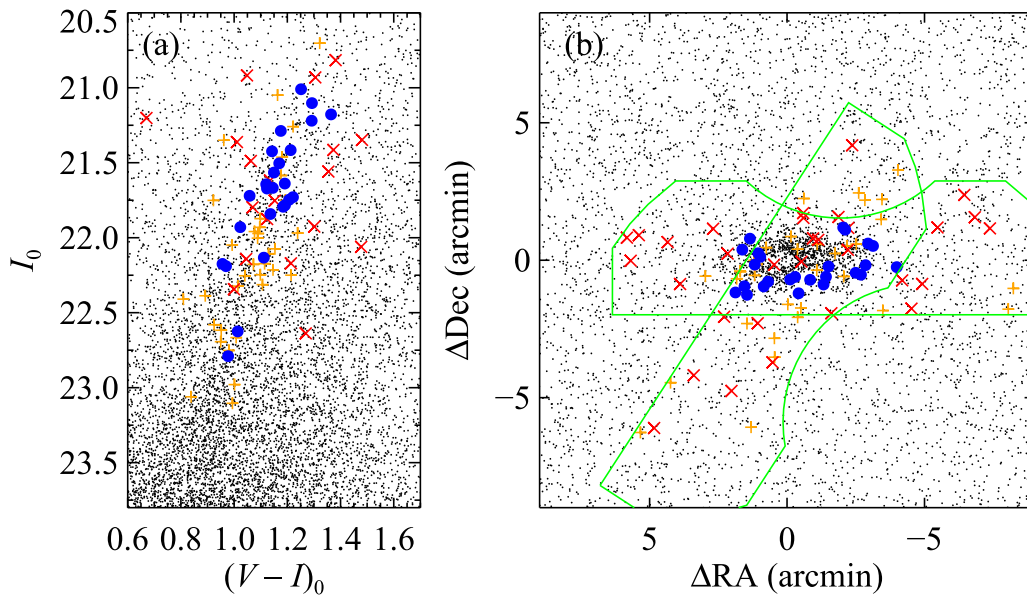 (a)
20.5
21.0
21.5
22.0
22.5
23.0
23.5
I₀
0.6 0.8 1.0 1.2 1.4 1.6
(V − I)₀
(b)
5
0
−5
ΔDec (arcmin)
5 0 −5
ΔRA (arcmin)